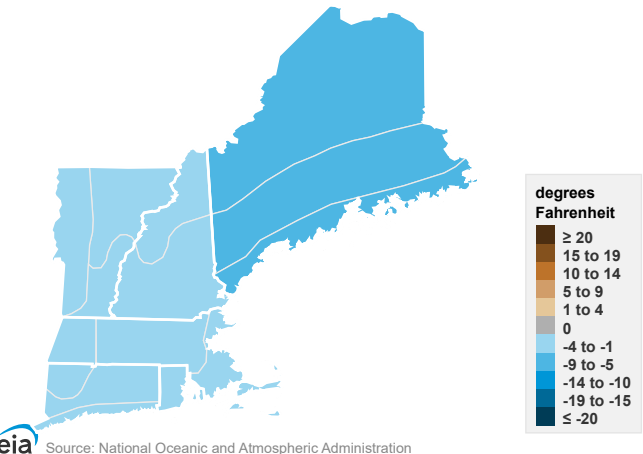 degrees
Fahrenheit
≥ 20
15 to 19
10 to 14
5 to 9
1 to 4
0
-4 to -1
-9 to -5
-14 to -10
-19 to -15
≤ -20
eia Source: National Oceanic and Atmospheric Administration